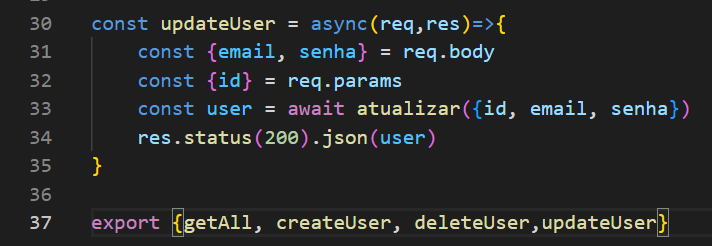 30 const updateUser = async(req,res)=>{
31     const {email, senha} = req.body
32     const {id} = req.params
33     const user = await atualizar({id, email, senha})
34     res.status(200).json(user)
35 }
36
37 export {getAll, createUser, deleteUser,updateUser}